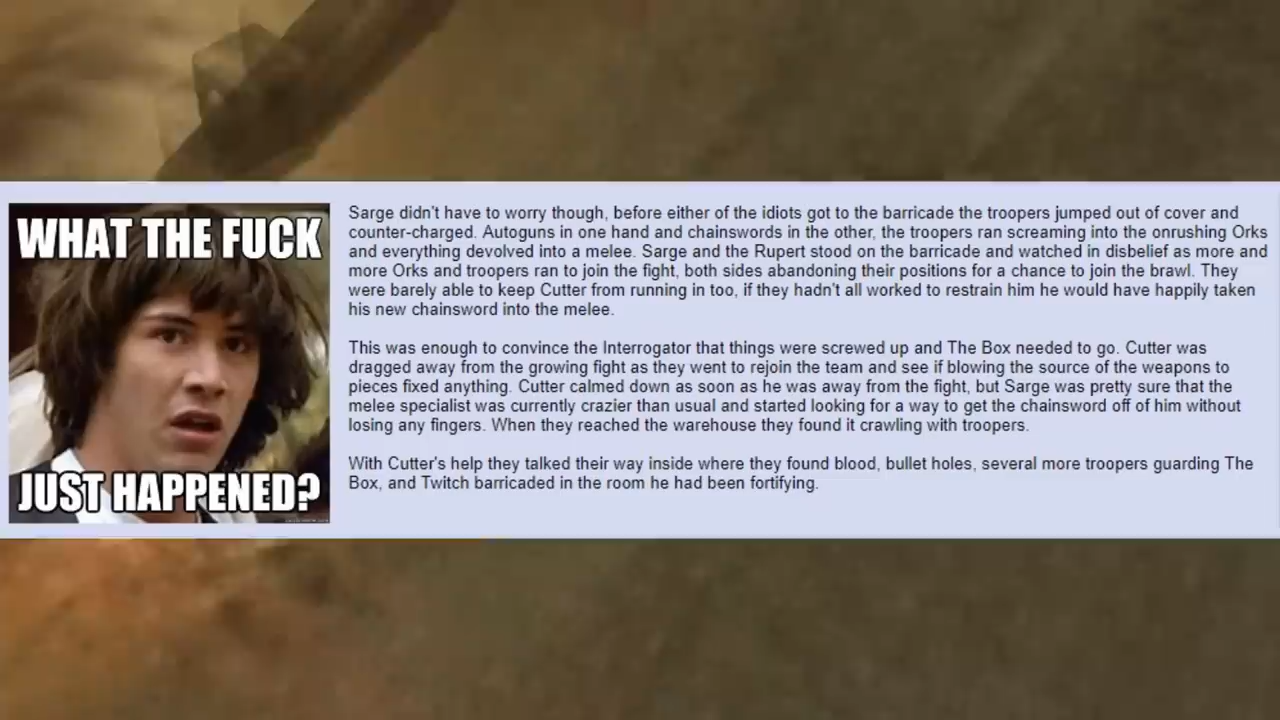 WHAT THE FUCK
JUST HAPPENED?
Sarge didn't have to worry though, before either of the idiots got to the barricade the troopers jumped out of cover and
counter-charged. Autoguns in one hand and chainswords in the other, the troopers ran screaming into the onrushing Orks
and everything devolved into a melee. Sarge and the Rupert stood on the barricade and watched in disbelief as more and
more Orks and troopers ran to join the fight, both sides abandoning their positions for a chance to join the brawl. They
were barely able to keep Cutter from running in too, if they hadn't all worked to restrain him he would have happily taken
his new chainsword into the melee.
This was enough to convince the Interrogator that things were screwed up and The Box needed to go. Cutter was
dragged away from the growing fight as they went to rejoin the team and see if blowing the source of the weapons to
pieces fixed anything. Cutter calmed down as soon as he was away from the fight, but Sarge was pretty sure that the
melee specialist was currently crazier than usual and started looking for a way to get the chainsword off of him without
losing any fingers. When they reached the warehouse they found it crawling with troopers.
With Cutter's help they talked their way inside where they found blood, bullet holes, several more troopers guarding The
Box, and Twitch barricaded in the room he had been fortifying.